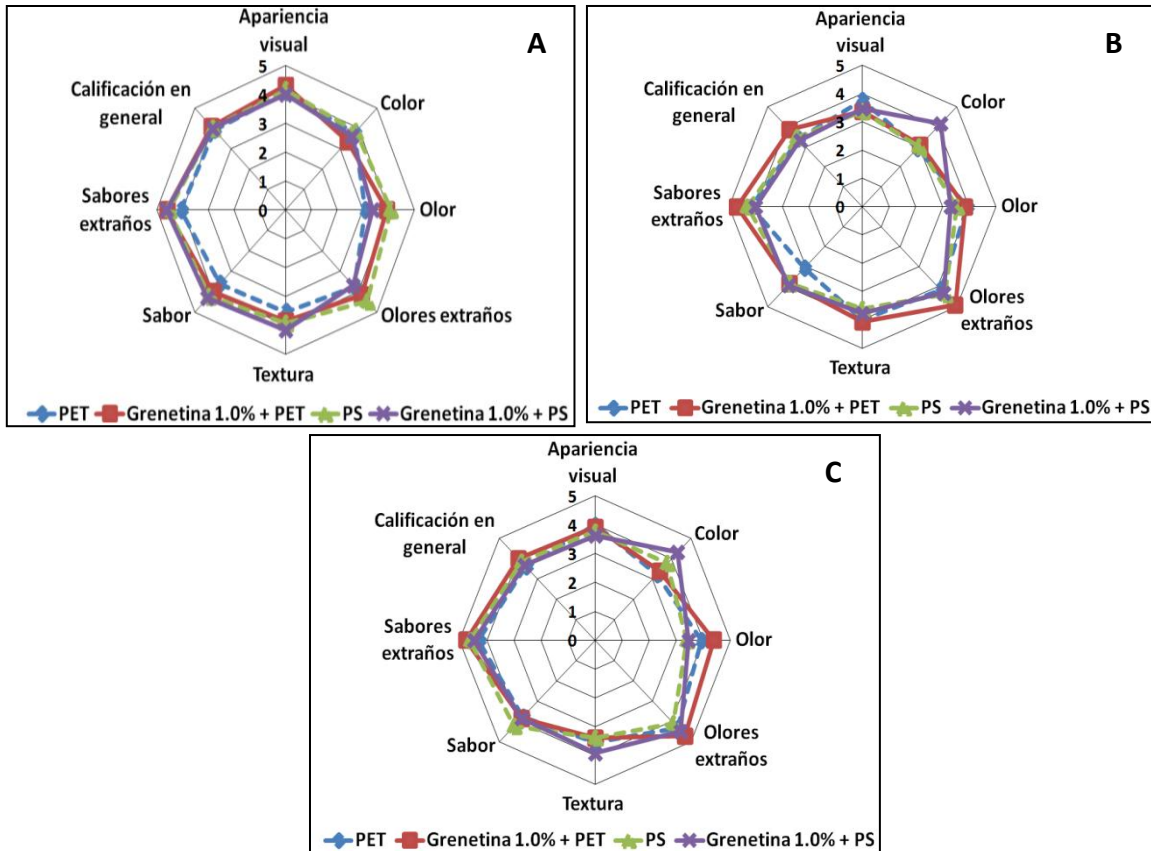 A
Apariencia
visual
5
4
3
2
1
0
Color
Olor
Olores extraños
Textura
Sabor
Sabores
extraños
Calificación en
general
PET Grenetina 1.0% + PET PS Grenetina 1.0% + PS
B
Apariencia
visual
5
4
3
2
1
0
Color
Olor
Olores
extraños
Textura
Sabor
Sabores
extraños
Calificación en
general
PET Grenetina 1.0% + PET PS Grenetina 1.0% + PS
C
Apariencia
visual
5
4
3
2
1
0
Color
Olor
Olores
extraños
Textura
Sabor
Sabores
extraños
Calificación en
general
PET Grenetina 1.0% + PET PS Grenetina 1.0% + PS